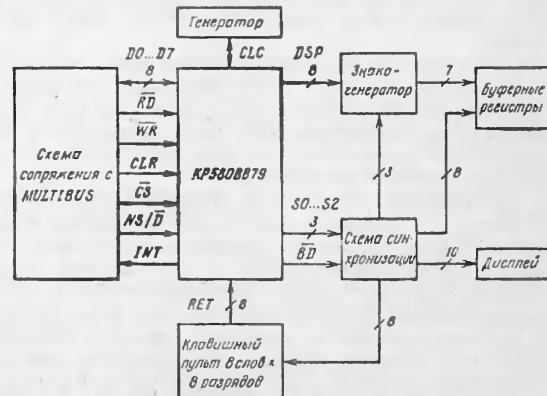 Генератор
D0...D7
8
CLC
DSP
8
Знако-
генератор
7
Буферные
регистры
RD
WR
CLR
CS
NS/D
INT
Схема
сопряжения с
MULTIBUS
КР580ВВ79
3
8
S0...S2
3
BD
Схема син-
хронизации
10
Дисплей
RET
8
8
Клавишный
пульт 8 слов ×
8 разрядов